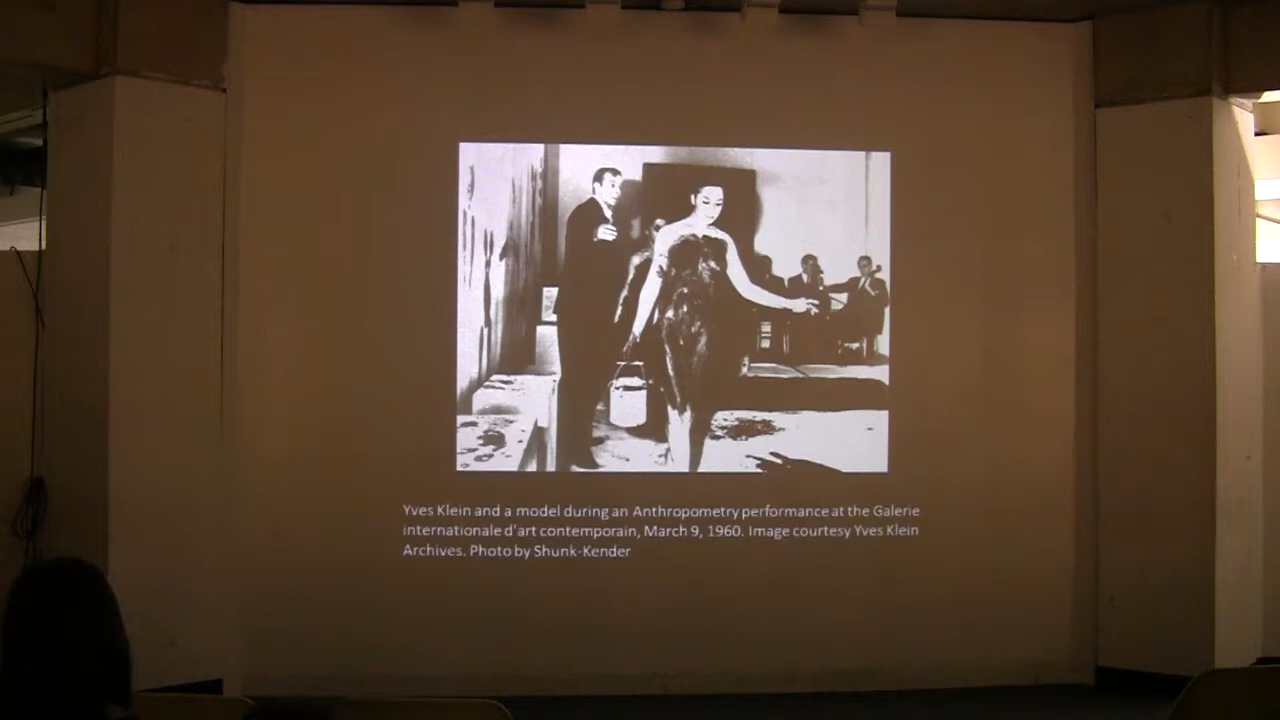 Yves Klein and a model during an Anthropometry performance at the Galerie
internationale d'art contemporain, March 9, 1960. Image courtesy Yves Klein
Archives. Photo by Shunk-Kender